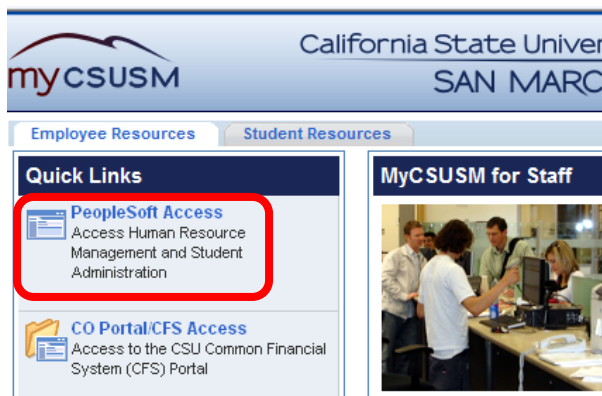 mycsusm
California State Univer
SAN MARC
Employee Resources
Student Resources
Quick Links
PeopleSoft Access
Access Human Resource
Management and Student
Administration
CO Portal/CFS Access
Access to the CSU Common Financial
System (CFS) Portal
MyCSUSM for Staff